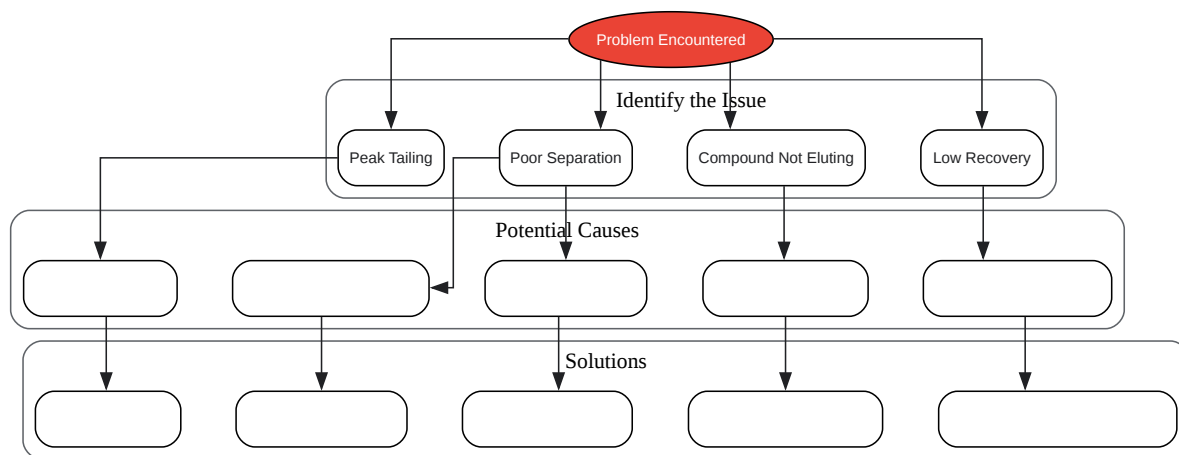 Problem Encountered
Identify the Issue
Peak Tailing
Poor Separation
Compound Not Eluting
Low Recovery
Potential Causes
Solutions